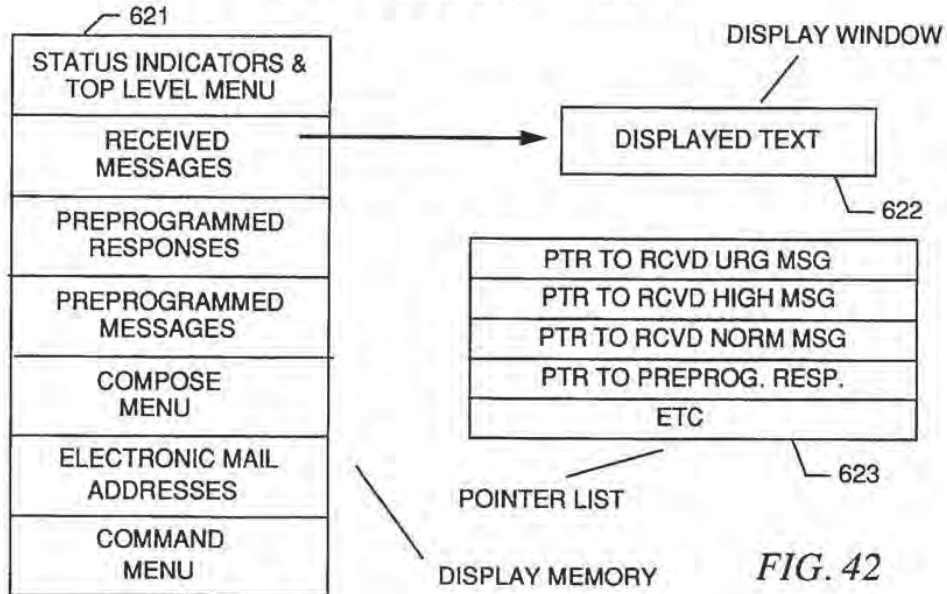 621
STATUS INDICATORS &
TOP LEVEL MENU
RECEIVED
MESSAGES
PREPROGRAMMED
RESPONSES
PREPROGRAMMED
MESSAGES
COMPOSE
MENU
ELECTRONIC MAIL
ADDRESSES
COMMAND
MENU
DISPLAY WINDOW
DISPLAYED TEXT
622
PTR TO RCVD URG MSG
PTR TO RCVD HIGH MSG
PTR TO RCVD NORM MSG
PTR TO PREPROG. RESP.
ETC
623
POINTER LIST
DISPLAY MEMORY
FIG. 42